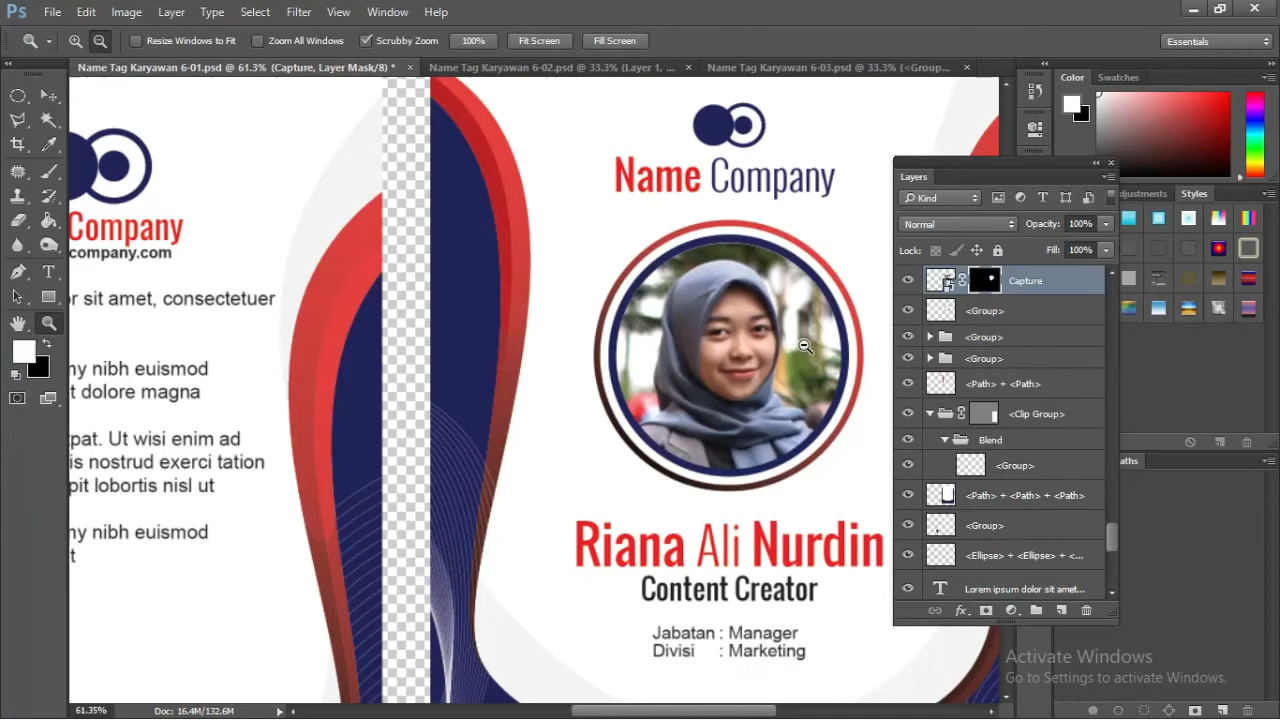 Ps File Edit Image Layer Type Select Filter View Window Help
Resize Windows to Fit Zoom All Windows Scrubby Zoom 100% Fit Screen Fill Screen Essentials
Name Tag Karyawan 6-01.psd @ 61.3% (Capture, Layer Mask/8) * × Name Tag Karyawan 6-02.psd @ 33.3% (Layer 1, ... × Name Tag Karyawan 6-03.psd @ 33.3% (<Group... ×
Color Swatches
Company
company.com
or sit amet, consectetuer
ny nibh euismod
t dolore magna
tpat. Ut wisi enim ad
is nostrud exerci tation
pit lobortis nisl ut
ny nibh euismod
t
Name Company
Riana Ali Nurdin
Content Creator
Jabatan : Manager
Divisi : Marketing
Layers
Kind
Normal Opacity: 100%
Lock: Fill: 100%
Capture
<Group>
<Group>
<Group>
<Path> + <Path>
<Clip Group>
Blend
<Group>
<Path> + <Path> + <Path>
<Group>
<Ellipse> + <Ellipse> + <...
T Lorem ipsum dolor sit amet...
fx
djustments Styles
aths
Activate Windows
Go to Settings to activate Windows.
61.35% Doc: 16.4M/132.6M